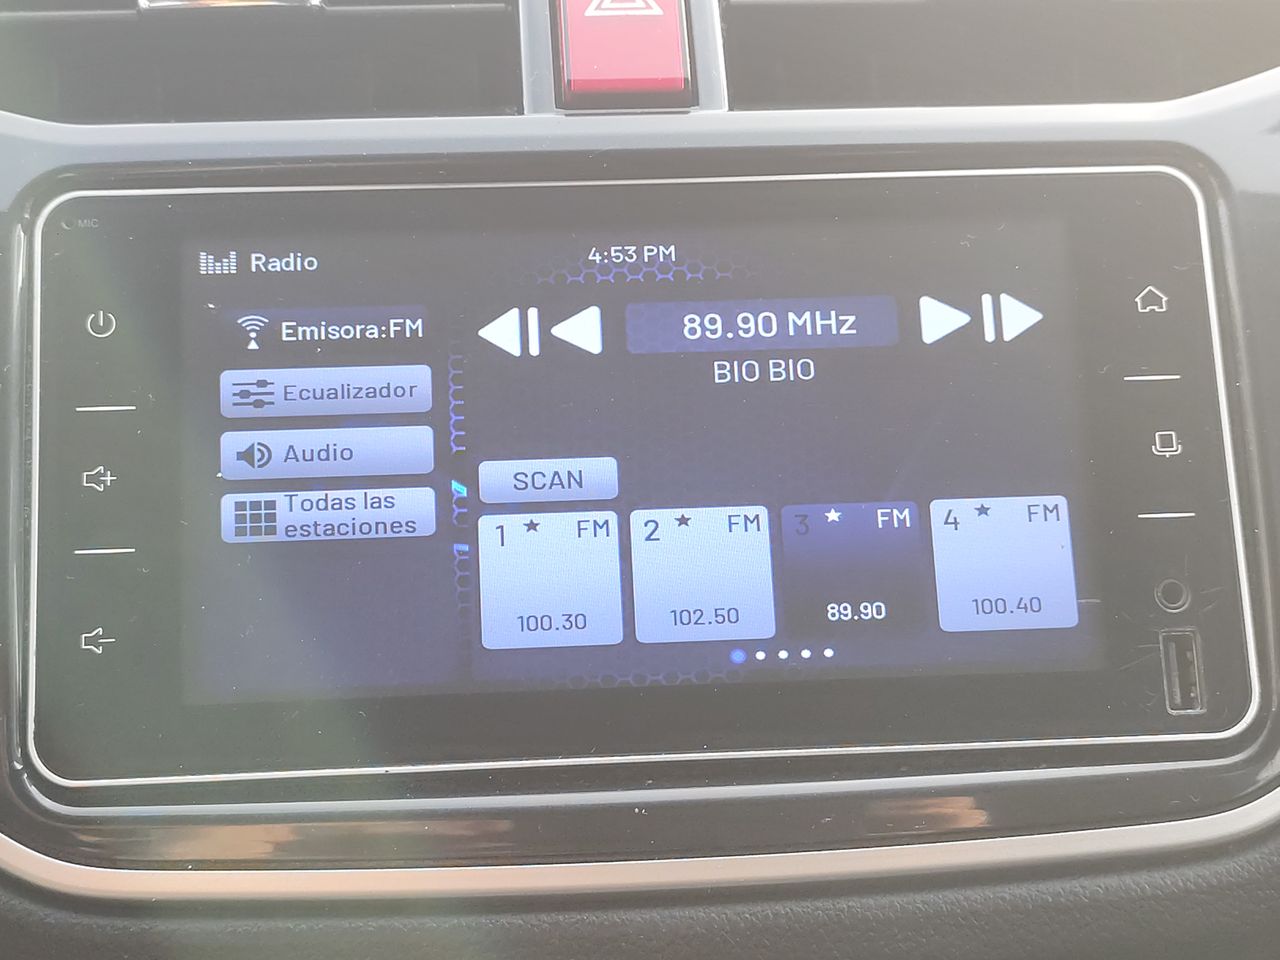 MIC
Radio
4:53 PM
Emisora:FM
89.90 MHz
BIO BIO
Ecualizador
Audio
Todas las
estaciones
SCAN
1 FM
100.30
2 FM
102.50
3 FM
89.90
4 FM
100.40